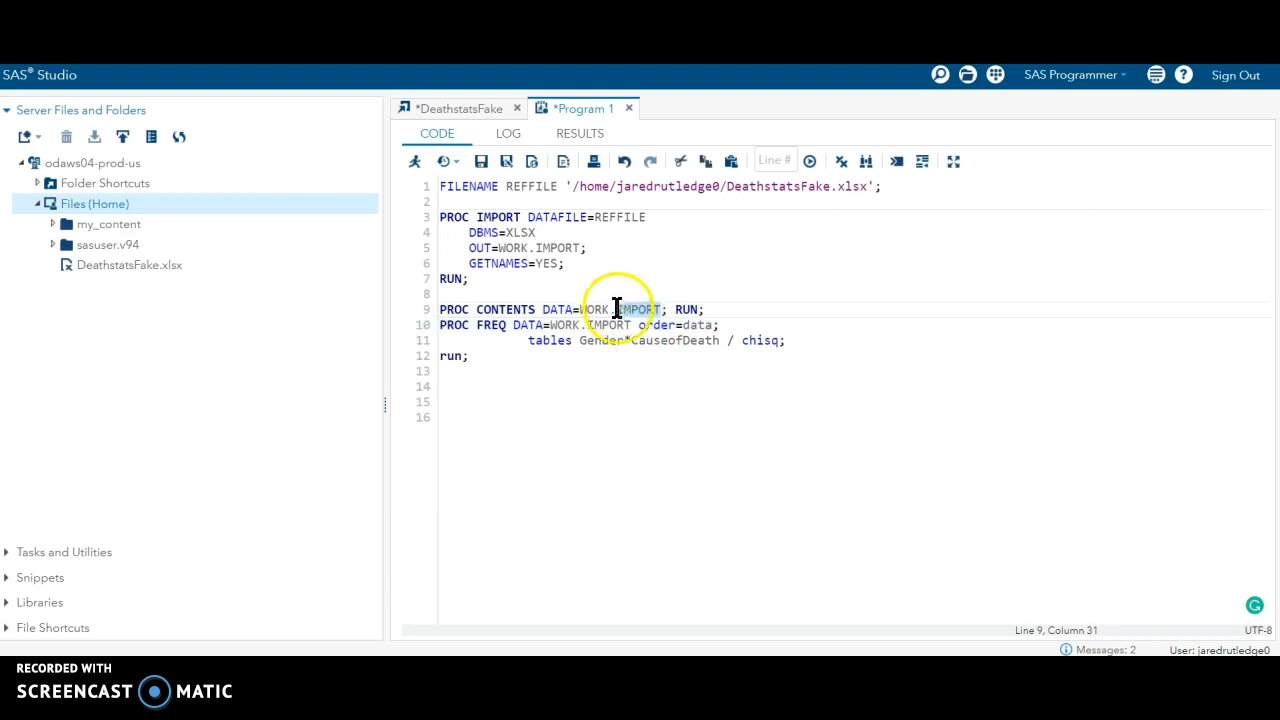 SAS® Studio
SAS Programmer
Sign Out
Server Files and Folders
odaws04-prod-us
Folder Shortcuts
Files (Home)
my_content
sasuser.v94
DeathstatsFake.xlsx
Tasks and Utilities
Snippets
Libraries
File Shortcuts
*DeathstatsFake
*Program 1
CODE LOG RESULTS
Line #
1 FILENAME REFFILE '/home/jaredrutledge0/DeathstatsFake.xlsx';
2
3 PROC IMPORT DATAFILE=REFFILE
4 DBMS=XLSX
5 OUT=WORK.IMPORT;
6 GETNAMES=YES;
7 RUN;
8
9 PROC CONTENTS DATA=WORK.IMPORT; RUN;
10 PROC FREQ DATA=WORK.IMPORT order=data;
11 tables Gender*CauseofDeath / chisq;
12 run;
13
14
15
16
Line 9, Column 31
UTF-8
Messages: 2
User: jaredrutledge0
RECORDED WITH
SCREENCAST MATIC